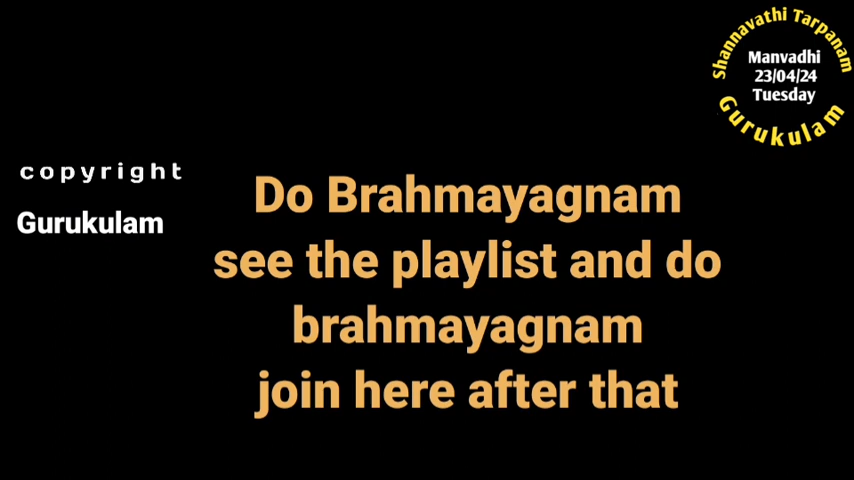 Shannavathi Tarpanam
Manvadhi
23/04/24
Tuesday
Gurukulam
copyright
Gurukulam
Do Brahmayagnam
see the playlist and do
brahmayagnam
join here after that